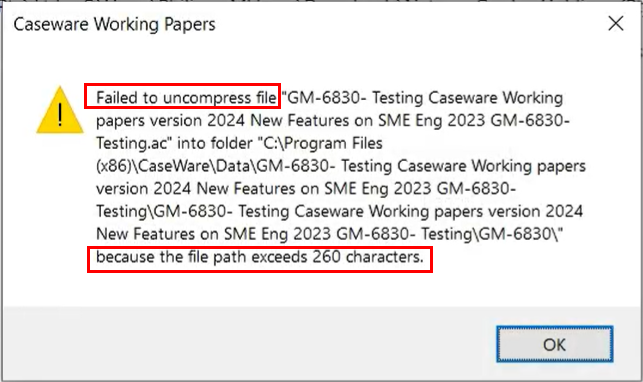 Caseware Working Papers
Failed to uncompress file "GM-6830- Testing Caseware Working
papers version 2024 New Features on SME Eng 2023 GM-6830-
Testing.ac" into folder "C:\Program Files
(x86)\CaseWare\Data\GM-6830- Testing Caseware Working papers
version 2024 New Features on SME Eng 2023 GM-6830-
Testing\GM-6830- Testing Caseware Working papers version 2024
New Features on SME Eng 2023 GM-6830- Testing\GM-6830\"
because the file path exceeds 260 characters.
OK